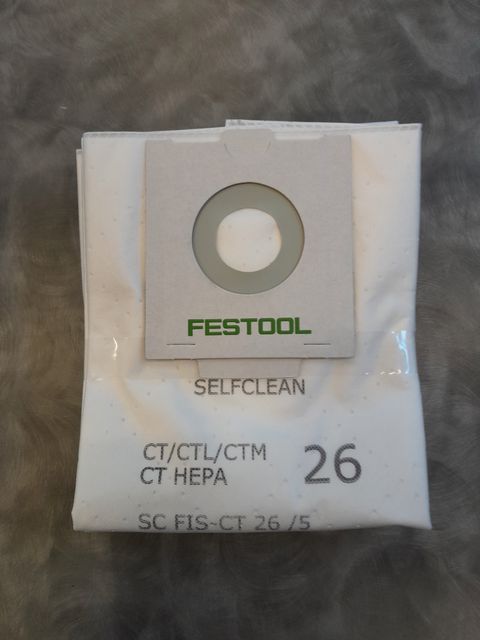 FESTOOL
SELFCLEAN
CT/CTL/CTM 26
CT HEPA
SC FIS-CT 26 /5